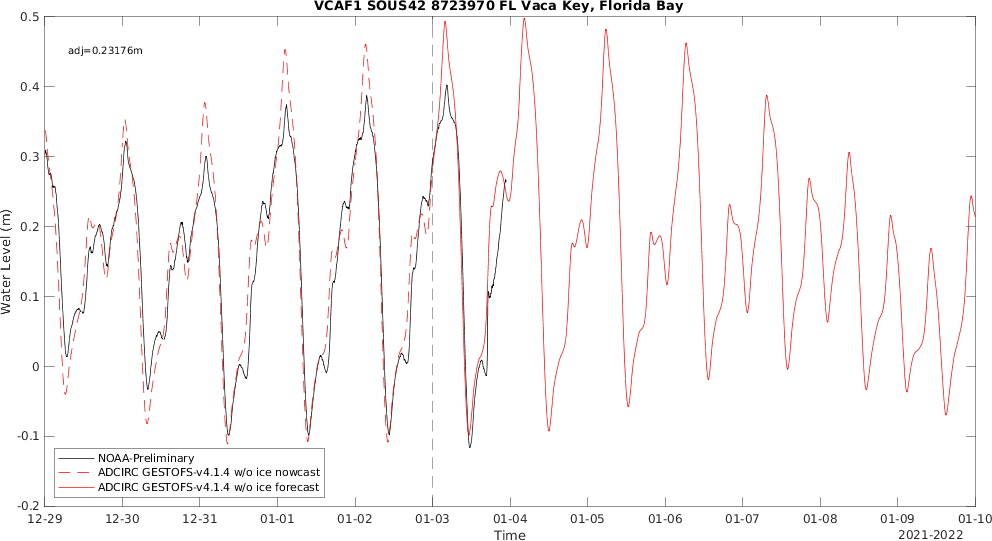 VCAF1 SOUS42 8723970 FL Vaca Key, Florida Bay
adj=0.23176m
0.5
0.4
0.3
0.2
0.1
0
-0.1
-0.2
Water Level (m)
NOAA-Preliminary
ADCIRC GESTOFS-v4.1.4 w/o ice nowcast
ADCIRC GESTOFS-v4.1.4 w/o ice forecast
12-29 12-30 12-31 01-01 01-02 01-03 01-04 01-05 01-06 01-07 01-08 01-09 01-10
Time
2021-2022